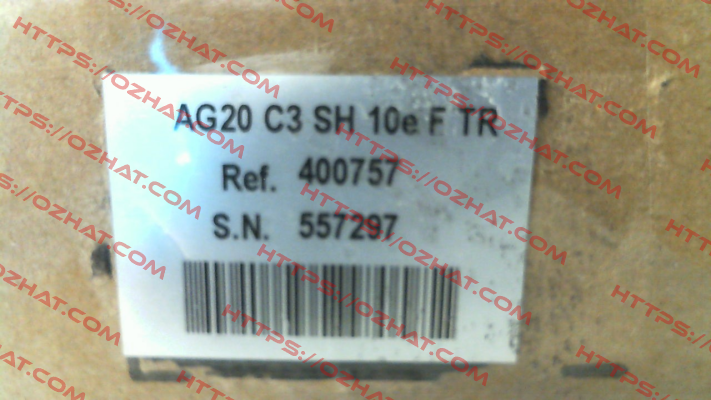 AG20 C3 SH 10e F TR
Ref. 400757
S.N. 557297
HTTPS://OZHAT.COM